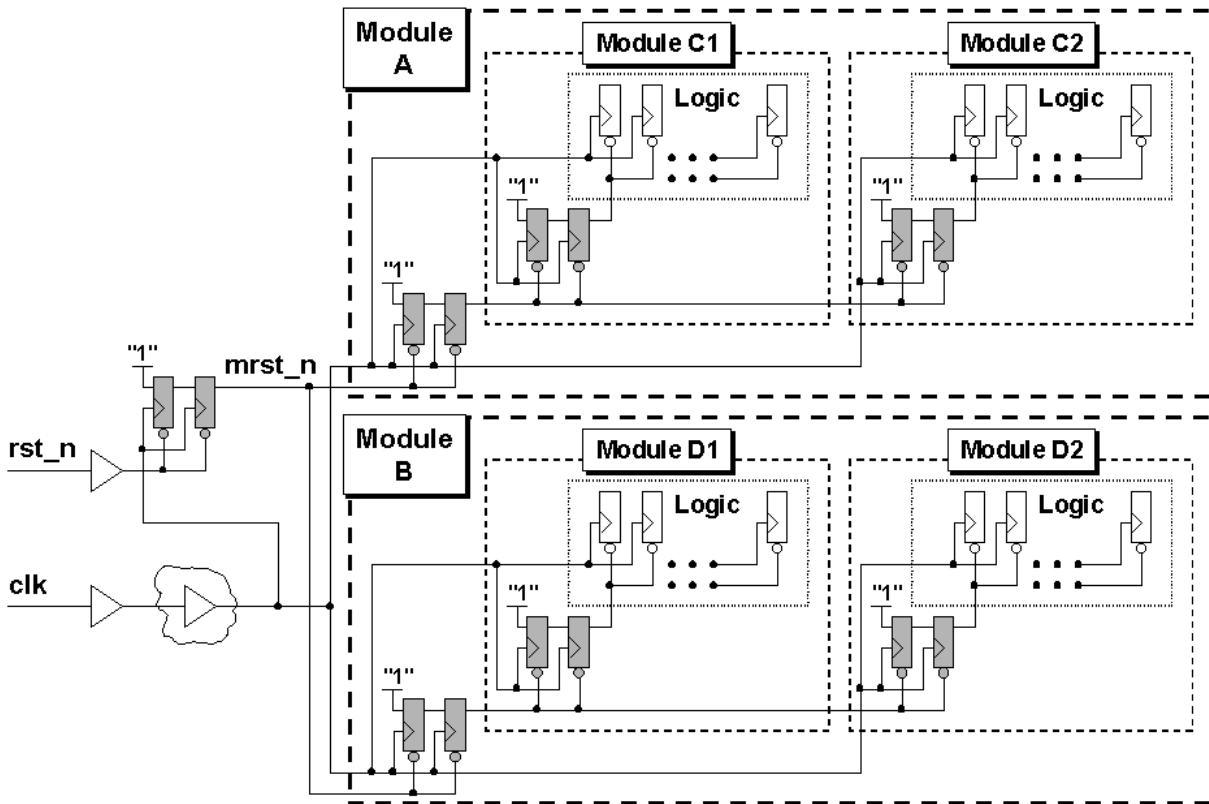 Module
A
Module C1
Module C2
Logic
Logic
"1"
"1"
"1"
"1"
mrst_n
rst_n
clk
Module
B
Module D1
Module D2
Logic
Logic
"1"
"1"
"1"